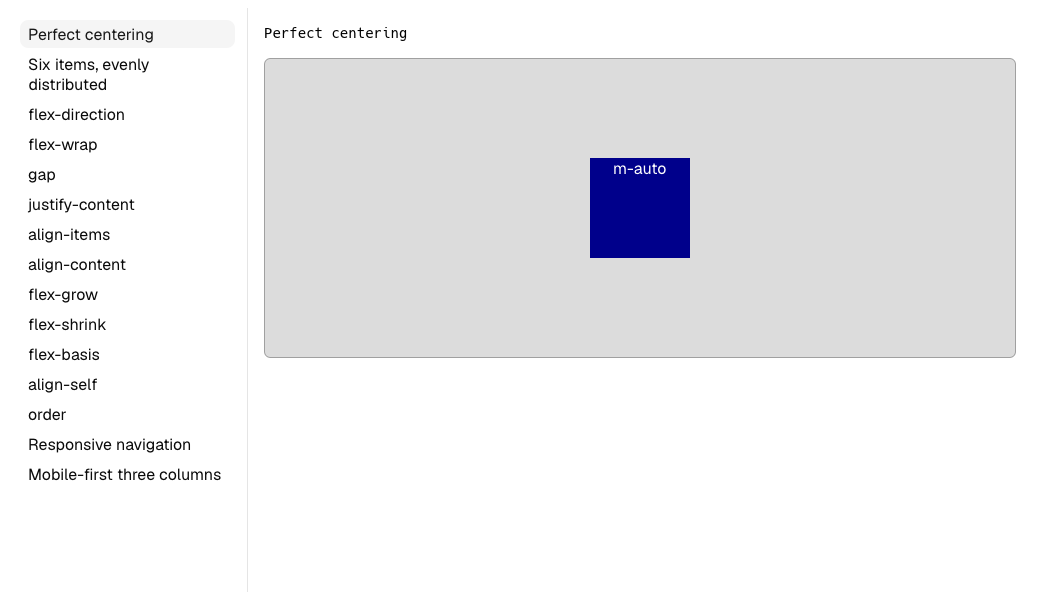 Perfect centering
Six items, evenly
distributed
flex-direction
flex-wrap
gap
justify-content
align-items
align-content
flex-grow
flex-shrink
flex-basis
align-self
order
Responsive navigation
Mobile-first three columns
Perfect centering
m-auto